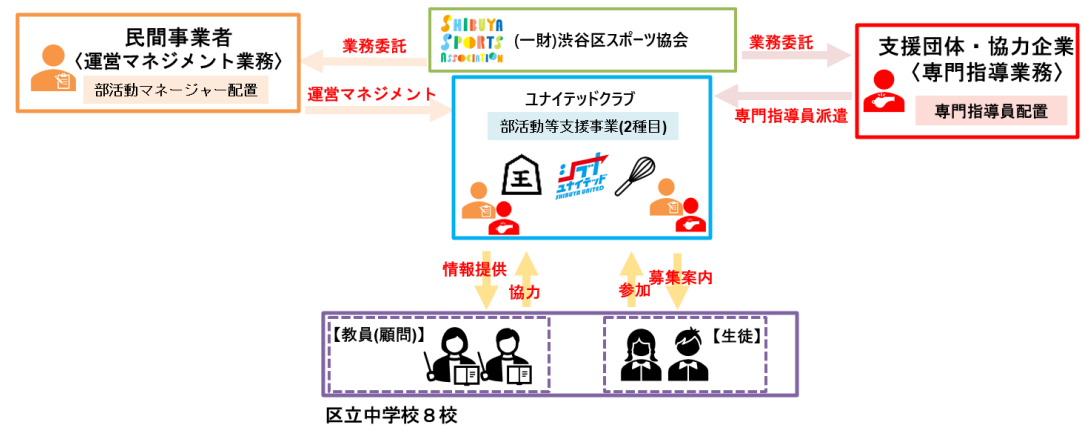 民間事業者
〈運営マネジメント業務〉
部活動マネージャー配置
業務委託
運営マネジメント
SHIBUYA
SPORTS
ASSOCIATION
(一財)渋谷区スポーツ協会
業務委託
専門指導員派遣
支援団体・協力企業
〈専門指導業務〉
専門指導員配置
ユナイテッドクラブ
部活動等支援事業(2種目)
王
シブヤ
ユナイテッド
SHIBUYA UNITED
情報提供
協力
参加
募集案内
【教員(顧問)】
【生徒】
区立中学校８校